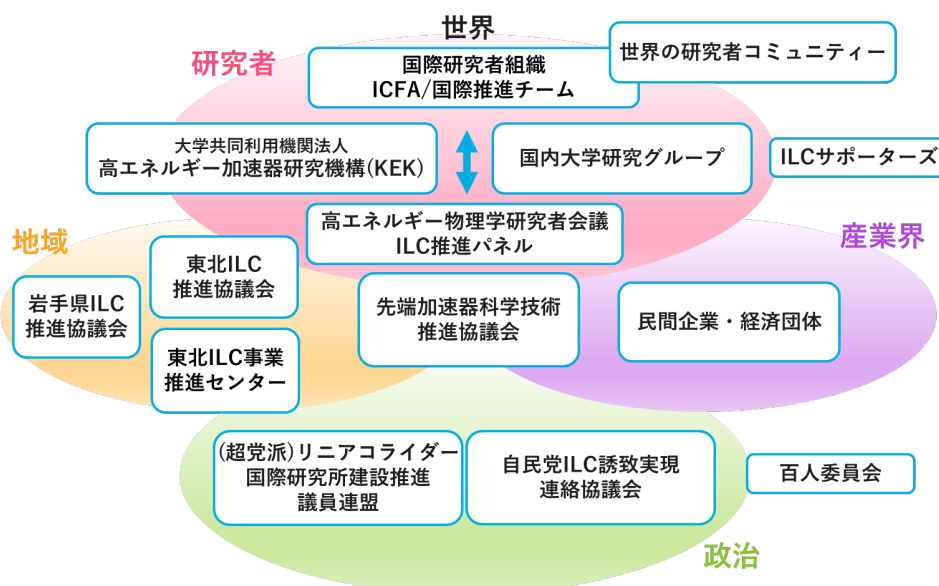 世界
研究者
国際研究者組織
ICFA/国際推進チーム
世界の研究者コミュニティー
大学共同利用機関法人
高エネルギー加速器研究機構(KEK)
国内大学研究グループ
ILCサポーターズ
高エネルギー物理学研究者会議
ILC推進パネル
地域
産業界
東北ILC
推進協議会
岩手県ILC
推進協議会
先端加速器科学技術
推進協議会
民間企業・経済団体
東北ILC事業
推進センター
(超党派)リニアコライダー
国際研究所建設推進
議員連盟
自民党ILC誘致実現
連絡協議会
百人委員会
政治